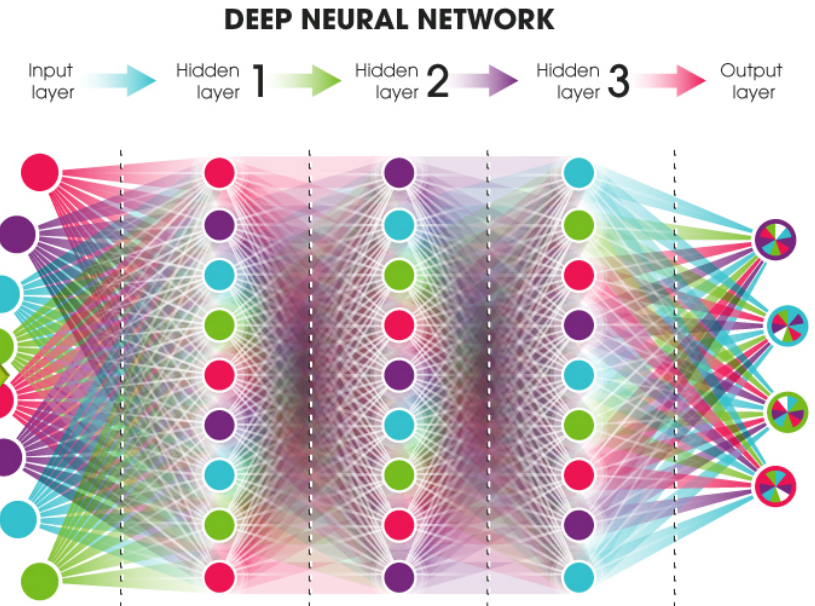 DEEP NEURAL NETWORK
Input
layer
Hidden
layer 1
Hidden
layer 2
Hidden
layer 3
Output
layer